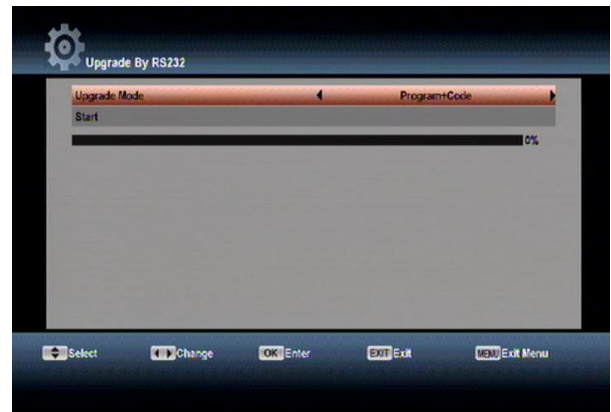 Upgrade By RS232
Upgrade Mode Program+Code
Start
0%
Select Change OK Enter EXIT Exit MENU Exit Menu